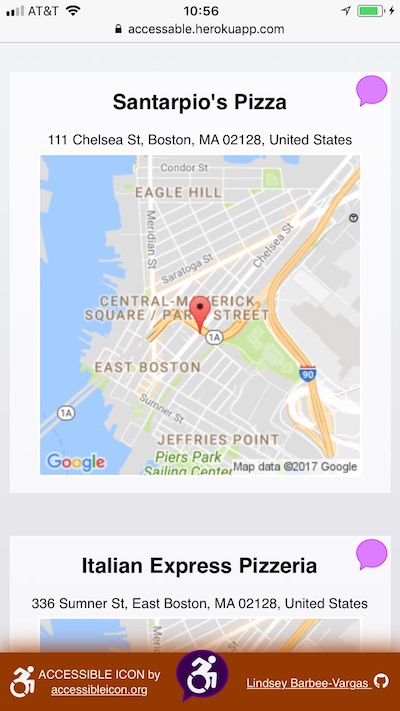 AT&T 10:56
accessable.herokuapp.com
Santarpio's Pizza
111 Chelsea St, Boston, MA 02128, United States
Condor St
EAGLE HILL
Meridian St
Chelsea St
Saratoga St
CENTRAL-MAVERICK
SQUARE / PARIS STREET
1A
EAST BOSTON
90
1A
Sumner St
JEFFRIES POINT
Piers Park
Sailing Center
Google
Map data ©2017 Google
Italian Express Pizzeria
336 Sumner St, East Boston, MA 02128, United States
ACCESSIBLE ICON by
accessibleicon.org
Lindsey Barbee-Vargas